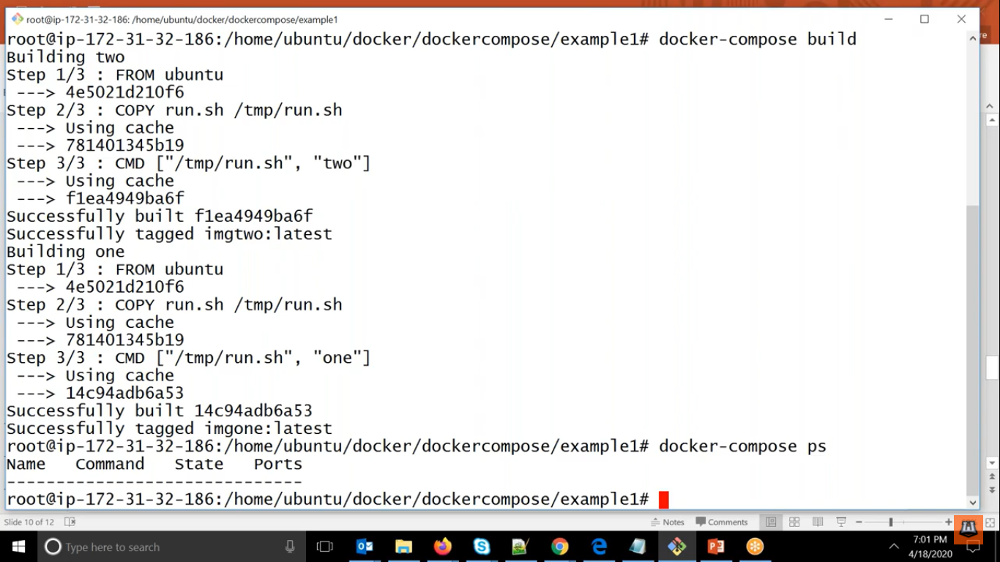 root@ip-172-31-32-186: /home/ubuntu/docker/dockercompose/example1
root@ip-172-31-32-186:/home/ubuntu/docker/dockercompose/example1# docker-compose build
Building two
Step 1/3 : FROM ubuntu
 ---> 4e5021d210f6
Step 2/3 : COPY run.sh /tmp/run.sh
 ---> Using cache
 ---> 781401345b19
Step 3/3 : CMD ["/tmp/run.sh", "two"]
 ---> Using cache
 ---> f1ea4949ba6f
Successfully built f1ea4949ba6f
Successfully tagged imgtwo:latest
Building one
Step 1/3 : FROM ubuntu
 ---> 4e5021d210f6
Step 2/3 : COPY run.sh /tmp/run.sh
 ---> Using cache
 ---> 781401345b19
Step 3/3 : CMD ["/tmp/run.sh", "one"]
 ---> Using cache
 ---> 14c94adb6a53
Successfully built 14c94adb6a53
Successfully tagged imgone:latest
root@ip-172-31-32-186:/home/ubuntu/docker/dockercompose/example1# docker-compose ps
Name   Command   State   Ports
------------------------------
root@ip-172-31-32-186:/home/ubuntu/docker/dockercompose/example1#
Slide 10 of 12 Notes Comments
Type here to search
7:01 PM
4/18/2020